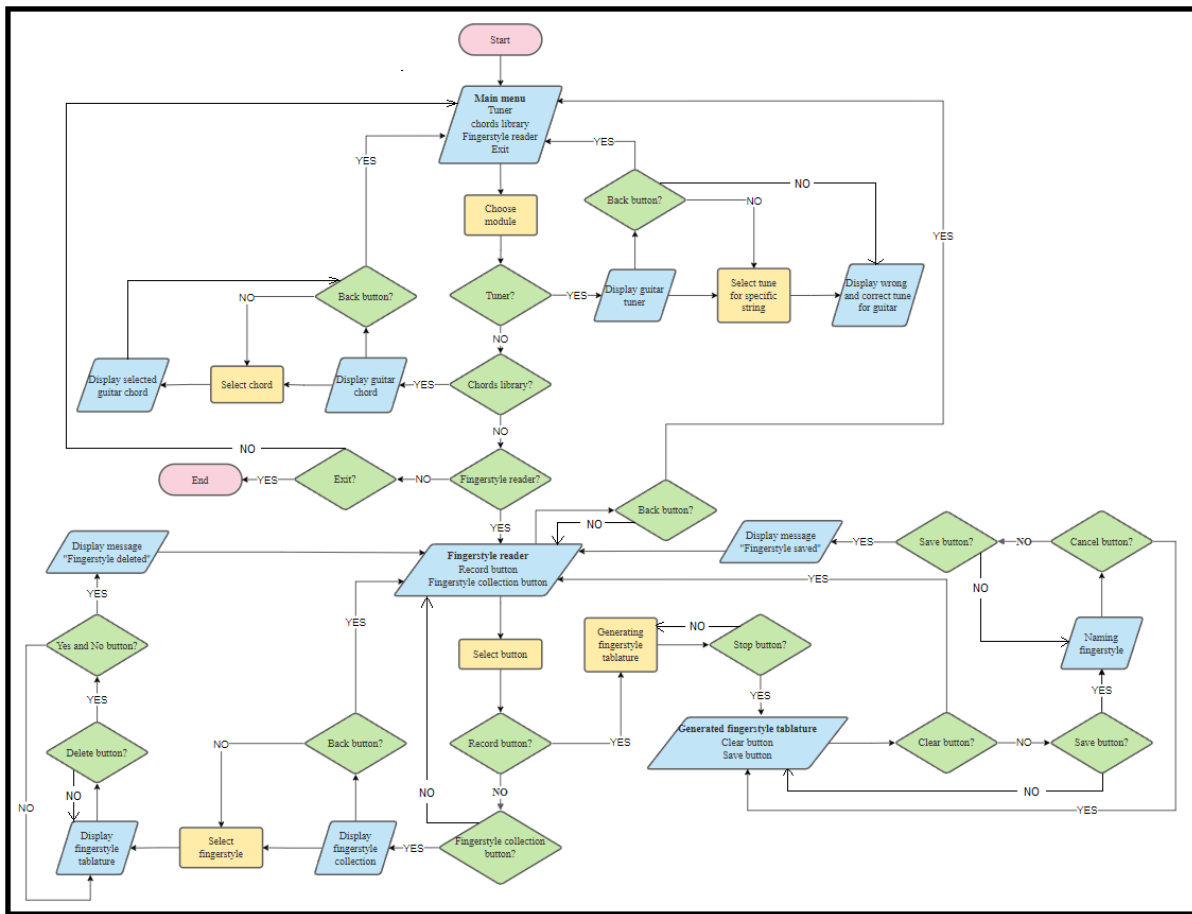 Start
Main menu
Tuner
chords library
Fingerstyle reader
Exit
YES
YES
Back button?
NO
NO
YES
Choose
module
Back button?
NO
Tuner?
YES
Display guitar
tuner
Select tune
for specific
string
Display wrong
and correct tune
for guitar
NO
Display selected
guitar chord
Select chord
Display guitar
chord
YES
Chords library?
NO
NO
End
YES
Exit?
NO
Fingerstyle reader?
YES
Back button?
NO
Display message
"Fingerstyle deleted"
Fingerstyle reader
Record button
Fingerstyle collection button
Display message
"Fingerstyle saved"
YES
Save button?
NO
Cancel button?
YES
YES
YES
Yes and No button?
Select button
Generating
fingerstyle
tablature
NO
Stop button?
Naming
fingerstyle
YES
YES
YES
Delete button?
NO
Back button?
Record button?
YES
Generated fingerstyle tablature
Clear button
Save button
Clear button?
NO
Save button?
NO
NO
NO
NO
NO
YES
Display
fingerstyle
tablature
Select
fingerstyle
Display
fingerstyle
collection
YES
Fingerstyle collection
button?